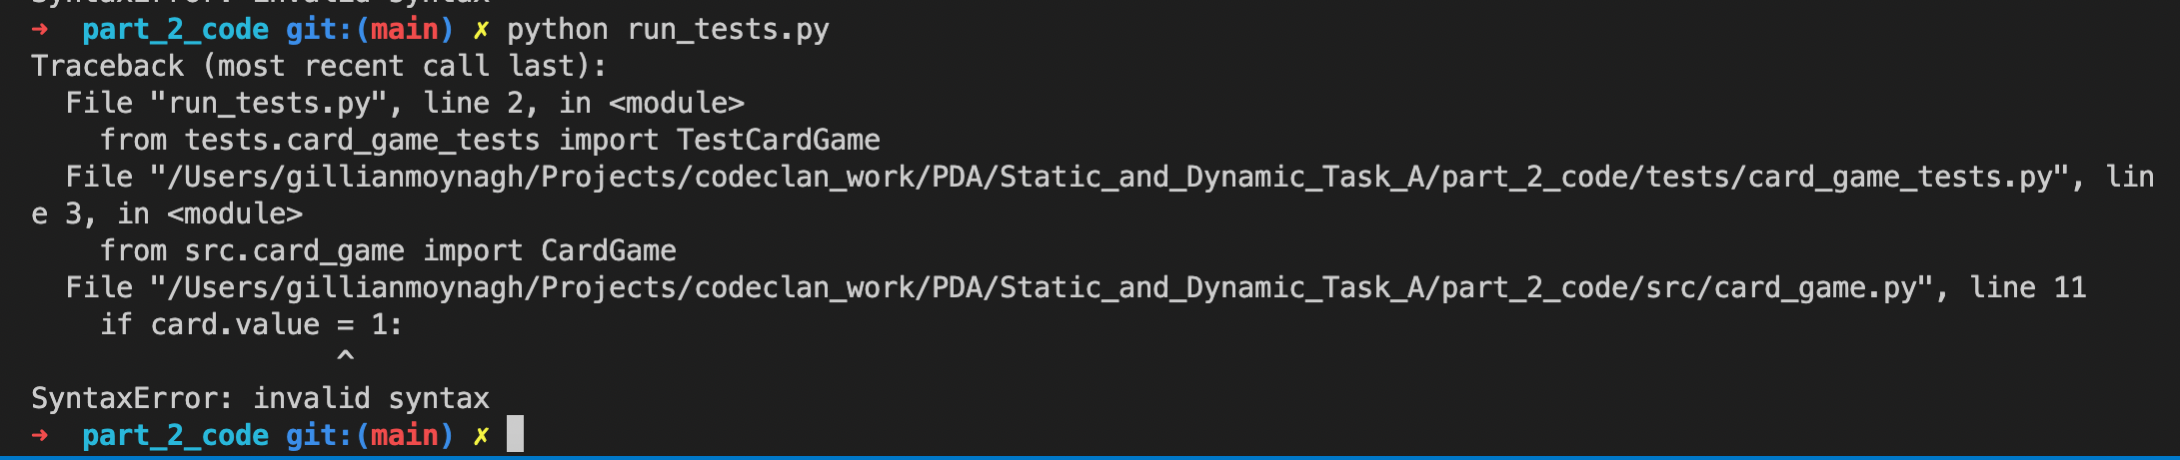 SyntaxError: invalid syntax
➜  part_2_code git:(main) ✗ python run_tests.py
Traceback (most recent call last):
  File "run_tests.py", line 2, in <module>
    from tests.card_game_tests import TestCardGame
  File "/Users/gillianmoynagh/Projects/codeclan_work/PDA/Static_and_Dynamic_Task_A/part_2_code/tests/card_game_tests.py", lin
e 3, in <module>
    from src.card_game import CardGame
  File "/Users/gillianmoynagh/Projects/codeclan_work/PDA/Static_and_Dynamic_Task_A/part_2_code/src/card_game.py", line 11
    if card.value = 1:
                  ^
SyntaxError: invalid syntax
➜  part_2_code git:(main) ✗